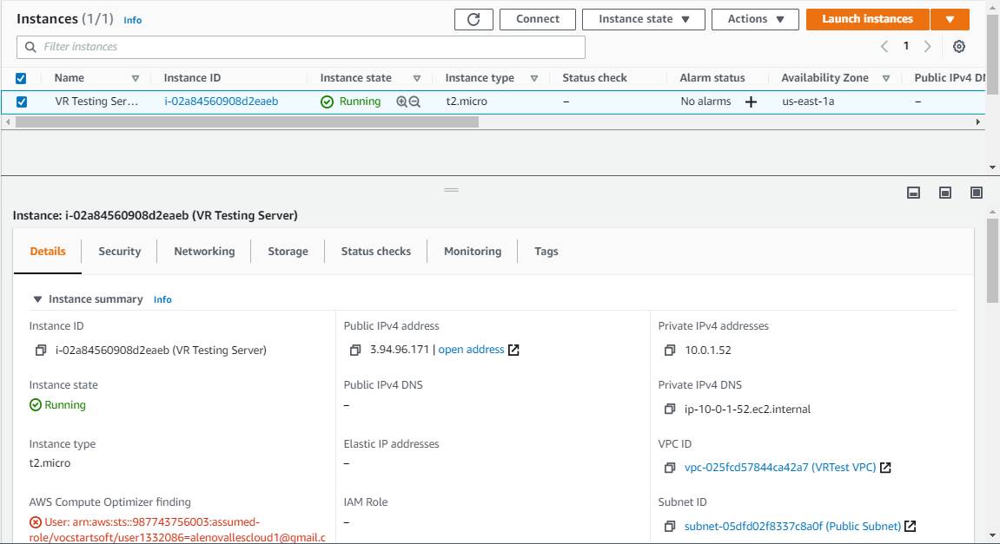 Instances (1/1) Info Connect Instance state Actions Launch instances
Filter instances 1
Name Instance ID Instance state Instance type Status check Alarm status Availability Zone Public IPv4 DN
VR Testing Ser... i-02a84560908d2eaeb Running t2.micro – No alarms + us-east-1a –
Instance: i-02a84560908d2eaeb (VR Testing Server)
Details Security Networking Storage Status checks Monitoring Tags
Instance summary Info
Instance ID Public IPv4 address Private IPv4 addresses
i-02a84560908d2eaeb (VR Testing Server) 3.94.96.171 | open address 10.0.1.52
Instance state Public IPv4 DNS Private IPv4 DNS
Running – ip-10-0-1-52.ec2.internal
Instance type Elastic IP addresses VPC ID
t2.micro – vpc-025fcd57844ca42a7 (VRTest VPC)
AWS Compute Optimizer finding IAM Role Subnet ID
User: arn:aws:sts::987743756003:assumed- – subnet-05dfd02f8337c8a0f (Public Subnet)
role/vocstartsoft/user1332086=alenovallescloud1@gmail.c